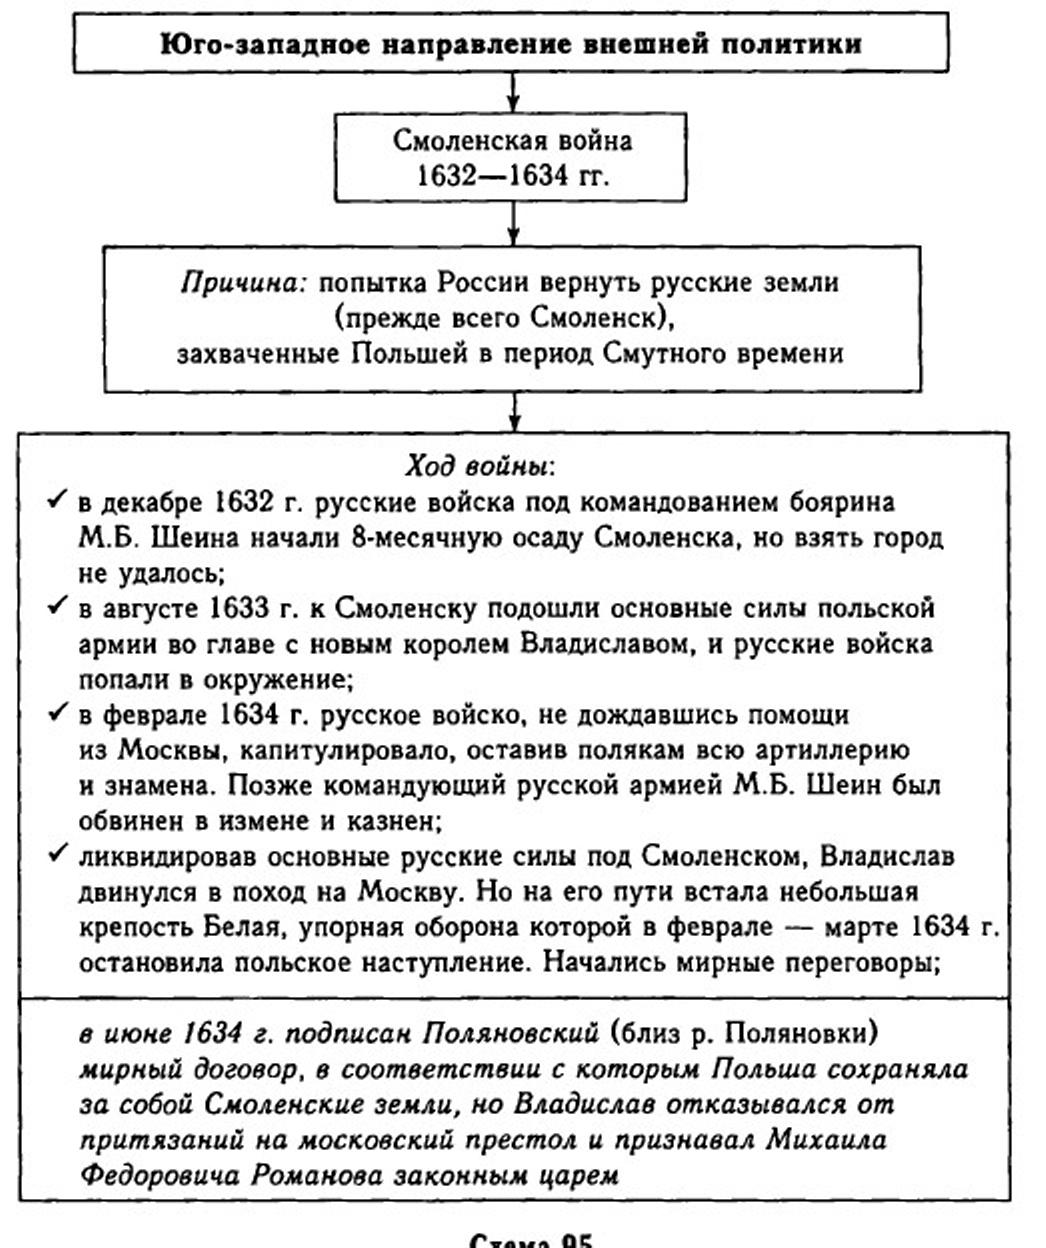 Юго-западное направление внешней политики
Смоленская война
1632—1634 гг.
Причина: попытка России вернуть русские земли
(прежде всего Смоленск),
захваченные Польшей в период Смутного времени
Ход войны:
✓ в декабре 1632 г. русские войска под командованием боярина
М.Б. Шеина начали 8-месячную осаду Смоленска, но взять город
не удалось;
✓ в августе 1633 г. к Смоленску подошли основные силы польской
армии во главе с новым королем Владиславом, и русские войска
попали в окружение;
✓ в феврале 1634 г. русское войско, не дождавшись помощи
из Москвы, капитулировало, оставив полякам всю артиллерию
и знамена. Позже командующий русской армией М.Б. Шеин был
обвинен в измене и казнен;
✓ ликвидировав основные русские силы под Смоленском, Владислав
двинулся в поход на Москву. Но на его пути встала небольшая
крепость Белая, упорная оборона которой в феврале — марте 1634 г.
остановила польское наступление. Начались мирные переговоры;
в июне 1634 г. подписан Поляновский (близ р. Поляновки)
мирный договор, в соответствии с которым Польша сохраняла
за собой Смоленские земли, но Владислав отказывался от
притязаний на московский престол и признавал Михаила
Федоровича Романова законным царем
Схема 95